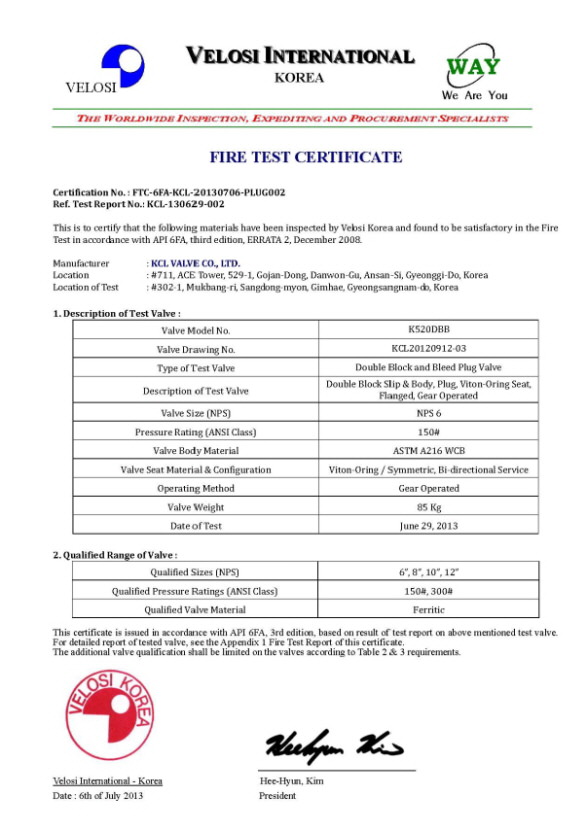 VELOSI
VELOSI INTERNATIONAL
KOREA
WAY
We Are You
THE WORLDWIDE INSPECTION, EXPEDITING AND PROCUREMENT SPECIALISTS
FIRE TEST CERTIFICATE
Certification No. : FTC-6FA-KCL-20130706-PLUG002
Ref. Test Report No.: KCL-130629-002
This is to certify that the following materials have been inspected by Velosi Korea and found to be satisfactory in the Fire
Test in accordance with API 6FA, third edition, ERRATA 2, December 2008.
Manufacturer : KCL VALVE CO., LTD.
Location : #711, ACE Tower, 529-1, Gojan-Dong, Danwon-Gu, Ansan-Si, Gyeonggi-Do, Korea
Location of Test : #302-1, Mukbang-ri, Sangdong-myon, Gimhae, Gyeongsangnam-do, Korea
1. Description of Test Valve :
Valve Model No. K520DBB
Valve Drawing No. KCL20120912-03
Type of Test Valve Double Block and Bleed Plug Valve
Description of Test Valve Double Block Slip & Body, Plug, Viton-Oring Seat,
Flanged, Gear Operated
Valve Size (NPS) NPS 6
Pressure Rating (ANSI Class) 150#
Valve Body Material ASTM A216 WCB
Valve Seat Material & Configuration Viton-Oring / Symmetric, Bi-directional Service
Operating Method Gear Operated
Valve Weight 85 Kg
Date of Test June 29, 2013
2. Qualified Range of Valve :
Qualified Sizes (NPS) 6", 8", 10", 12"
Qualified Pressure Ratings (ANSI Class) 150#, 300#
Qualified Valve Material Ferritic
This certificate is issued in accordance with API 6FA, 3rd edition, based on result of test report on above mentioned test valve.
For detailed report of tested valve, see the Appendix 1 Fire Test Report of this certificate.
The additional valve qualification shall be limited on the valves according to Table 2 & 3 requirements.
VELOSI KOREA
Heehyun Kim
Velosi International - Korea
Hee-Hyun, Kim
Date : 6th of July 2013
President